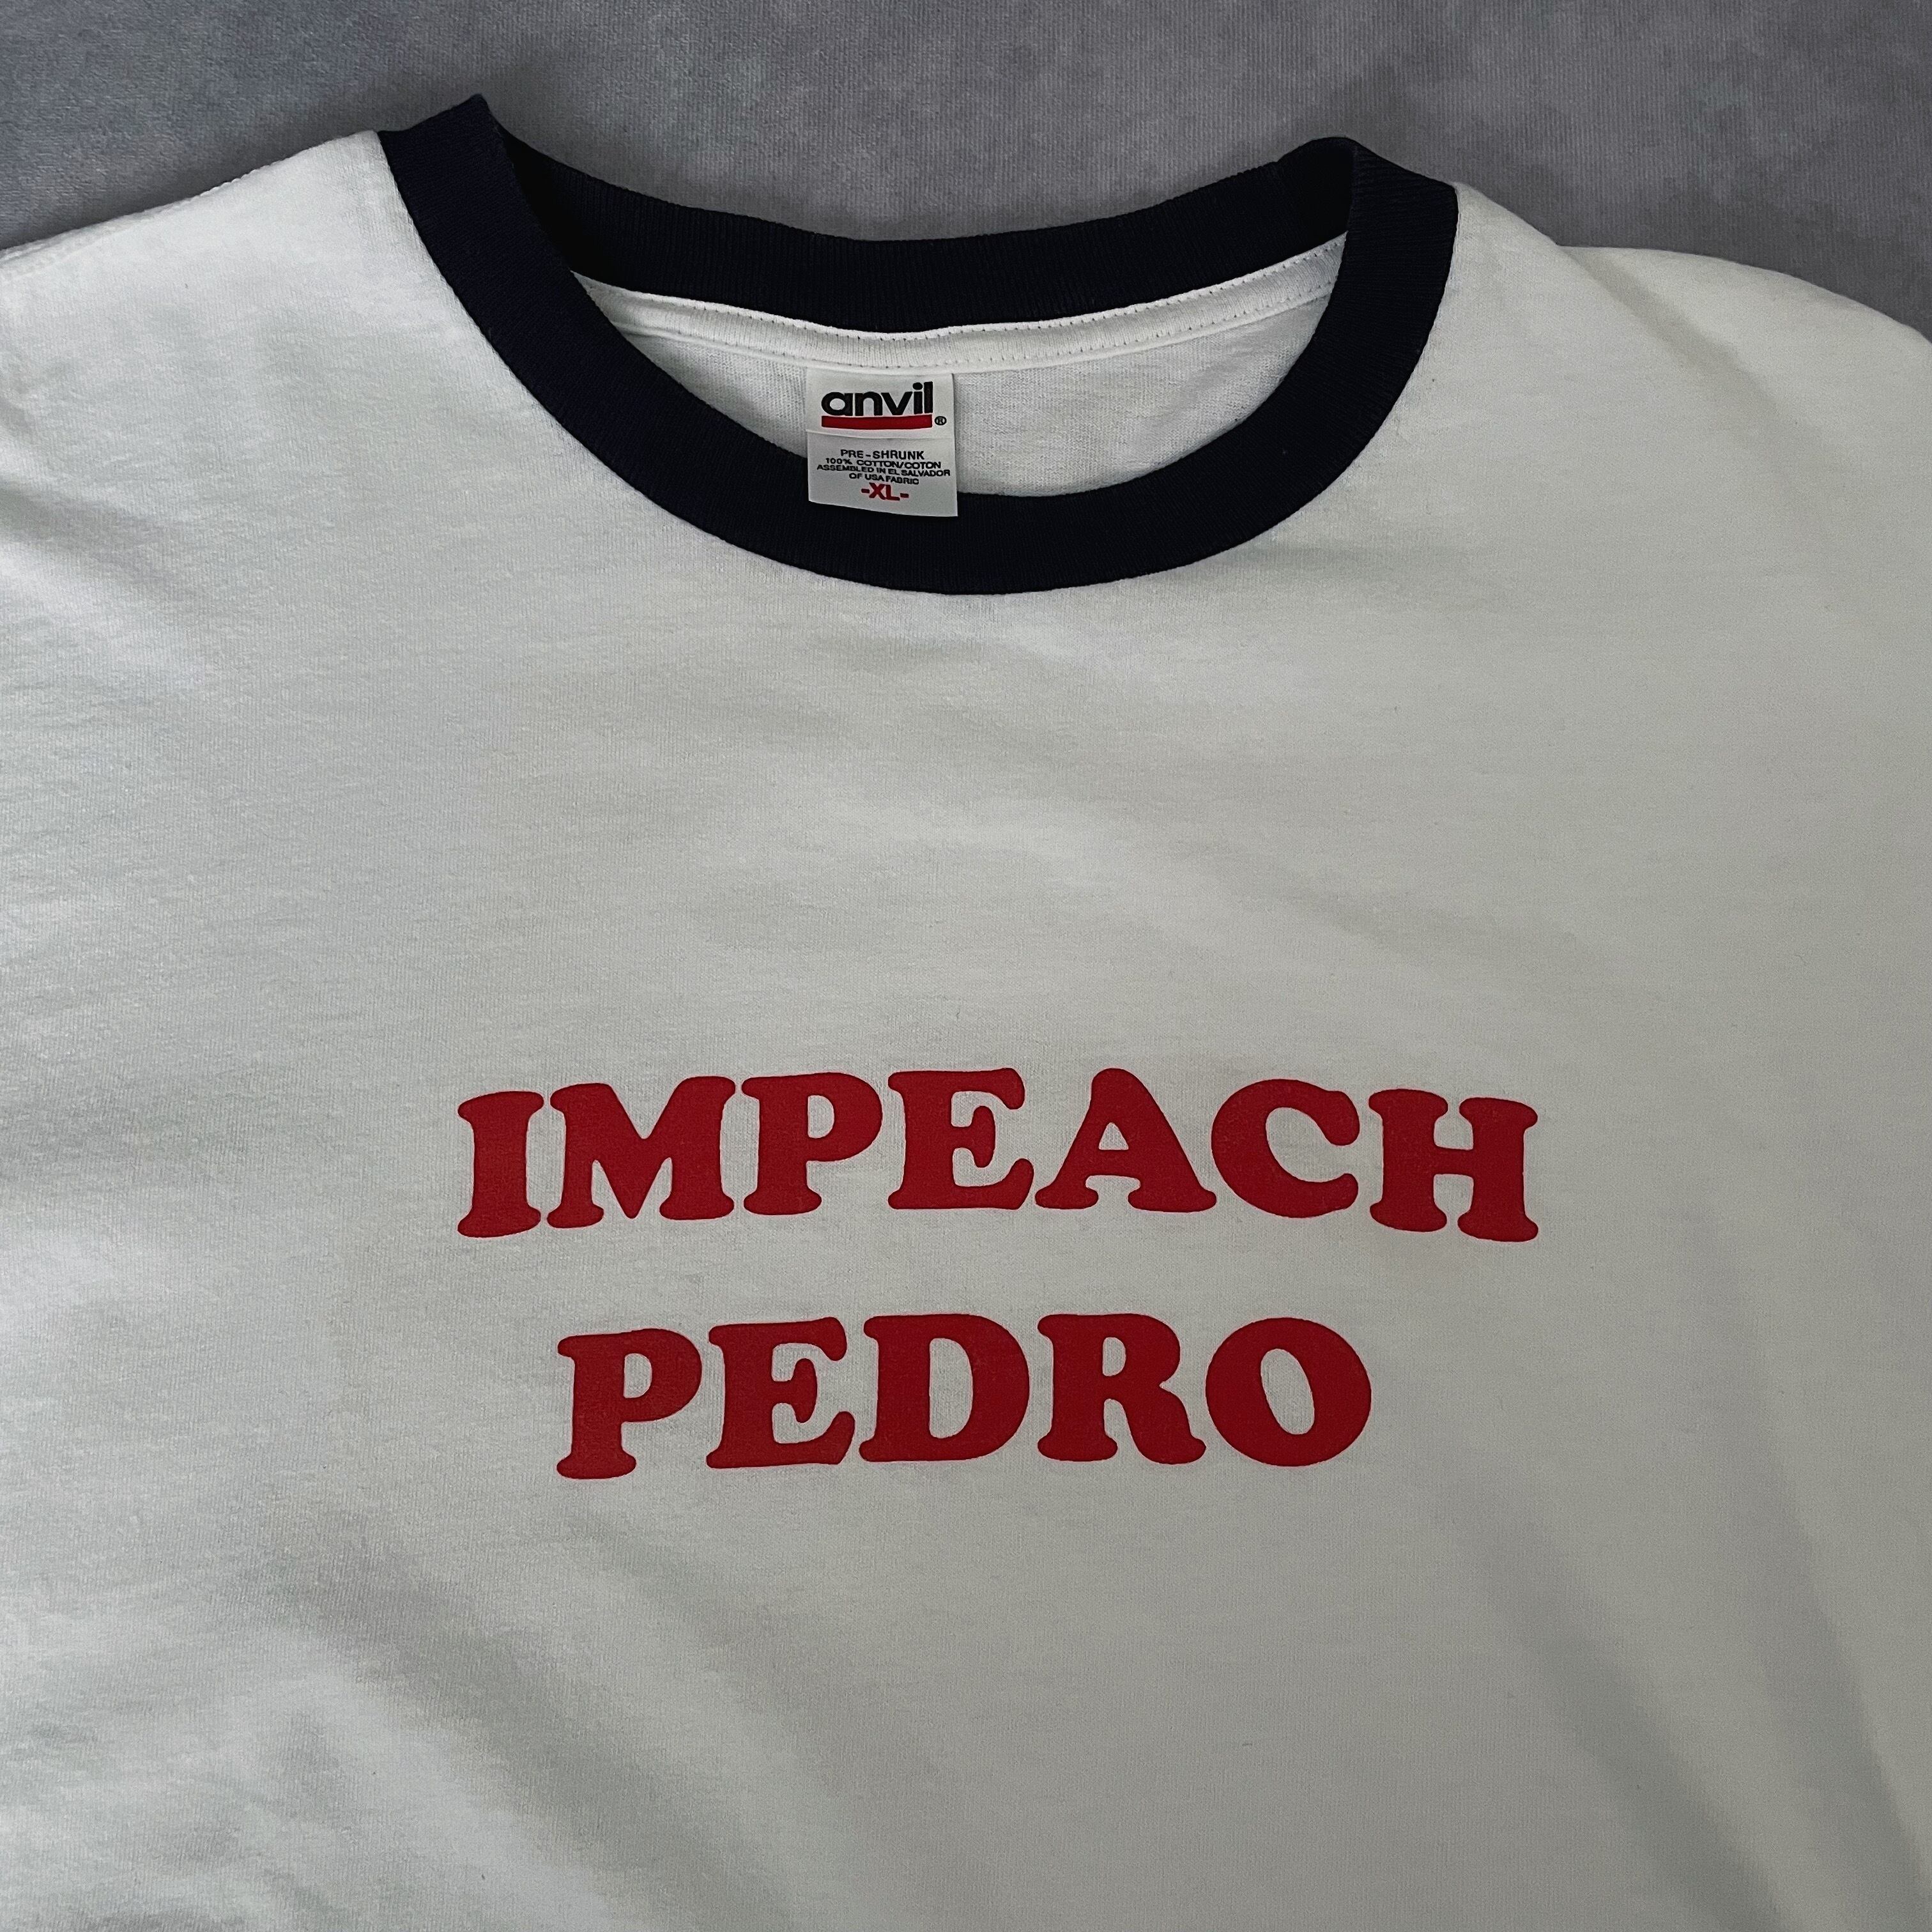 anvil®
PRE-SHRUNK
100% COTTON/COTON
ASSEMBLED IN EL SALVADOR
OF USA FABRIC
-XL-
IMPEACH
PEDRO